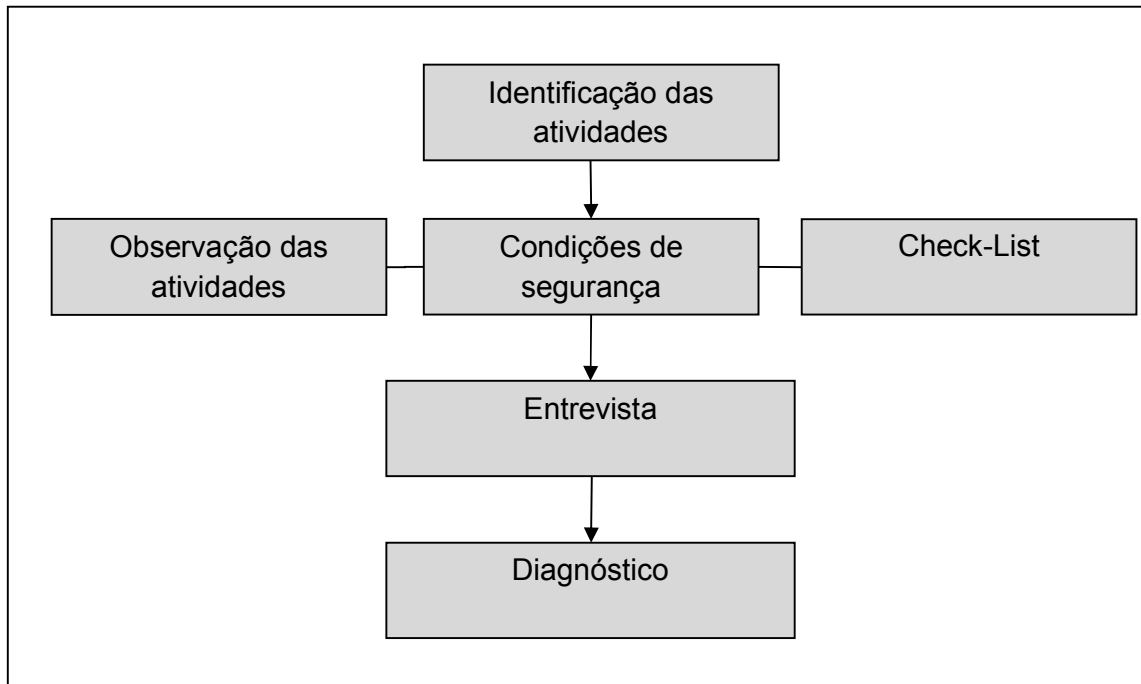 Identificação das
atividades
Observação das
atividades
Condições de
segurança
Check-List
Entrevista
Diagnóstico